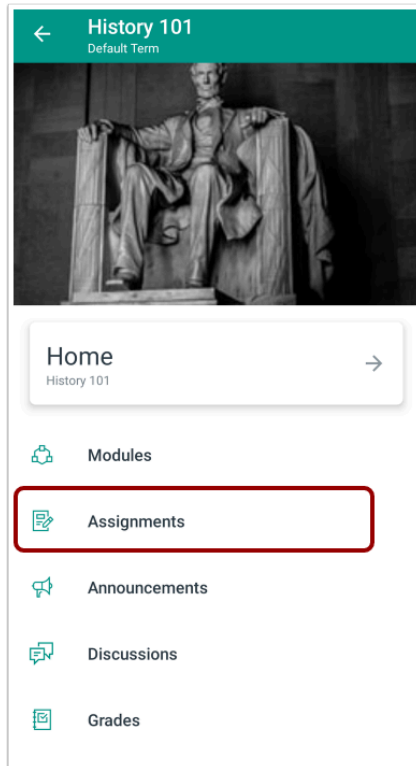 History 101
Default Term
Home
History 101
Modules
Assignments
Announcements
Discussions
Grades